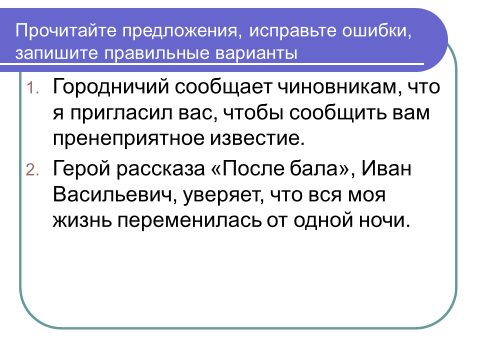 Прочитайте предложения, исправьте ошибки,
запишите правильные варианты
1. Городничий сообщает чиновникам, что
я пригласил вас, чтобы сообщить вам
пренеприятное известие.
2. Герой рассказа «После бала», Иван
Васильевич, уверяет, что вся моя
жизнь переменилась от одной ночи.